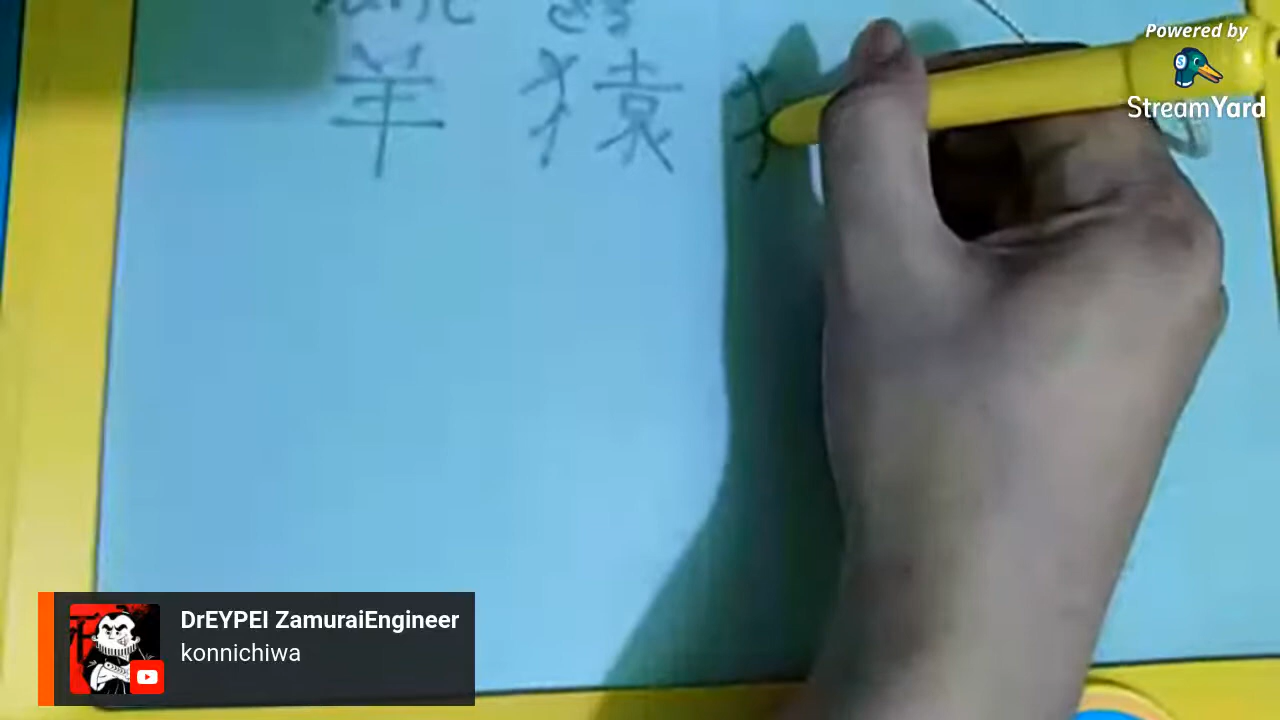 Powered by
StreamYard
羊 猿
DrEYPEI ZamuraiEngineer
konnichiwa